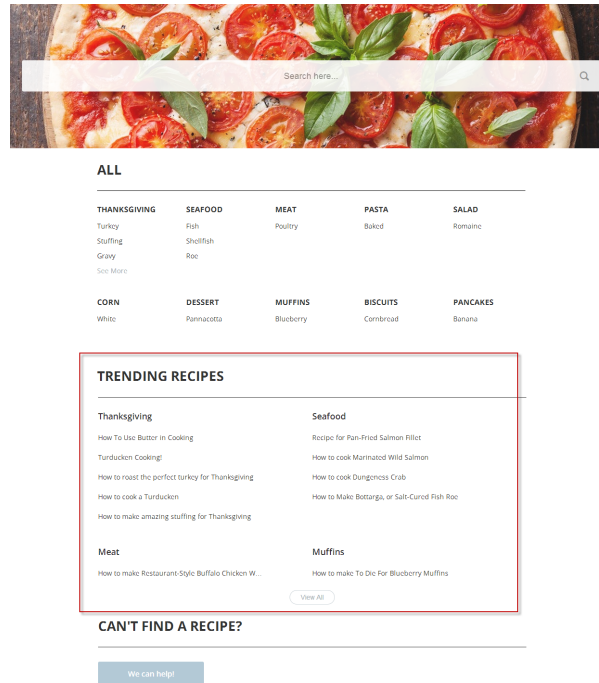 Search here...
ALL
THANKSGIVING SEAFOOD MEAT PASTA SALAD
Turkey Fish Poultry Baked Romaine
Stuffing Shellfish
Gravy Roe
See More
CORN DESSERT MUFFINS BISCUITS PANCAKES
White Pannacotta Blueberry Cornbread Banana
TRENDING RECIPES
Thanksgiving Seafood
How To Use Butter in Cooking Recipe for Pan-Fried Salmon Fillet
Turducken Cooking! How to cook Marinated Wild Salmon
How to roast the perfect turkey for Thanksgiving How to cook Dungeness Crab
How to cook a Turducken How to Make Bottarga, or Salt-Cured Fish Roe
How to make amazing stuffing for Thanksgiving
Meat Muffins
How to make Restaurant-Style Buffalo Chicken W... How to make To Die For Blueberry Muffins
View All
CAN'T FIND A RECIPE?
We can help!